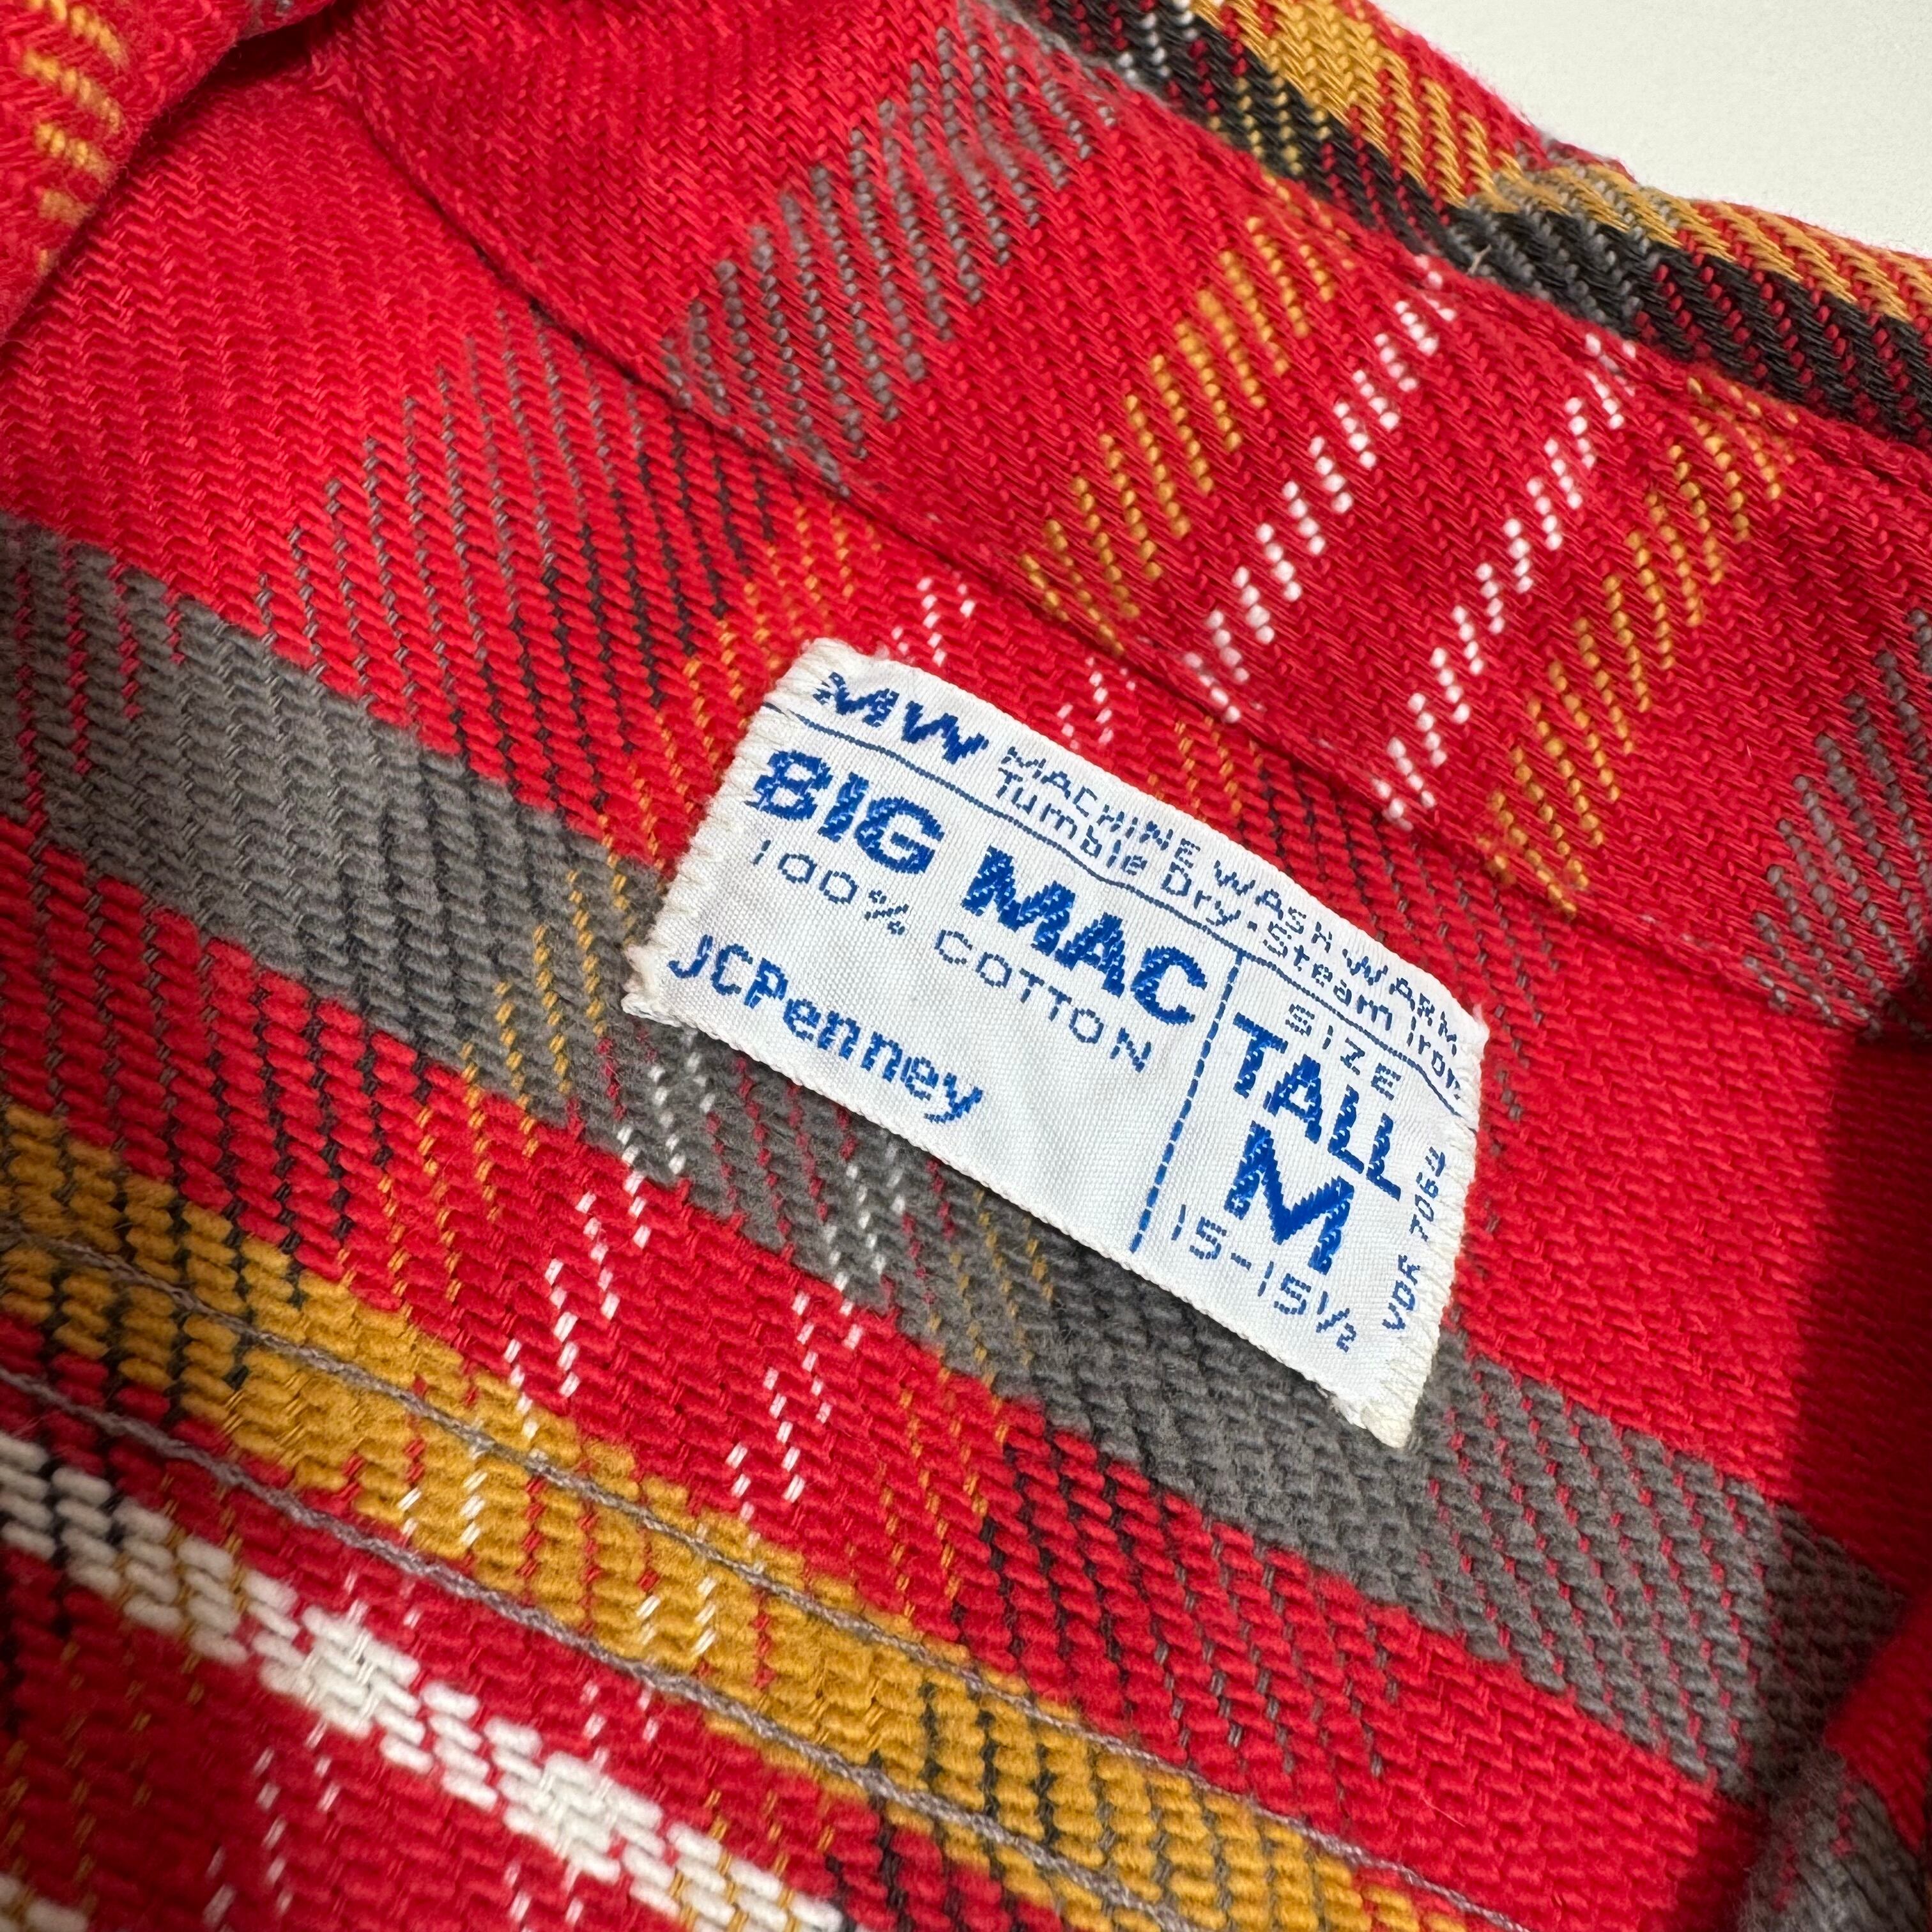 MW MACHINE WASH WARM
Tumble Dry. Steam Iron
BIG MAC
100% COTTON
JCPenney
SIZE
TALL
M
15-15½
VDR 7064